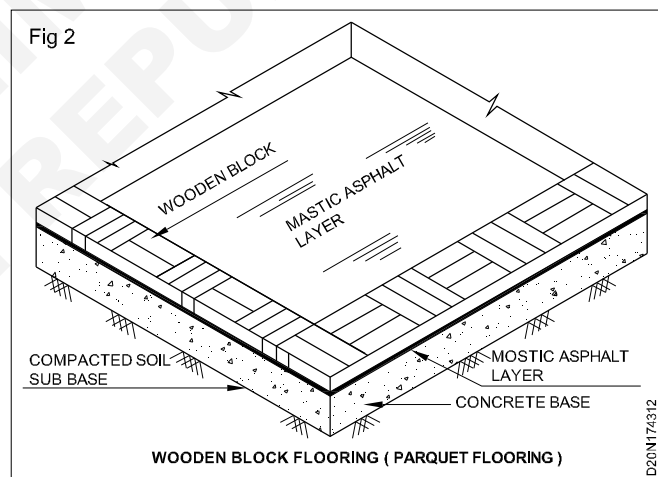 Fig 2
WOODEN BLOCK
MASTIC ASPHALT
LAYER
COMPACTED SOIL
SUB BASE
MOSTIC ASPHALT
LAYER
CONCRETE BASE
WOODEN BLOCK FLOORING ( PARQUET FLOORING )
D20N174312